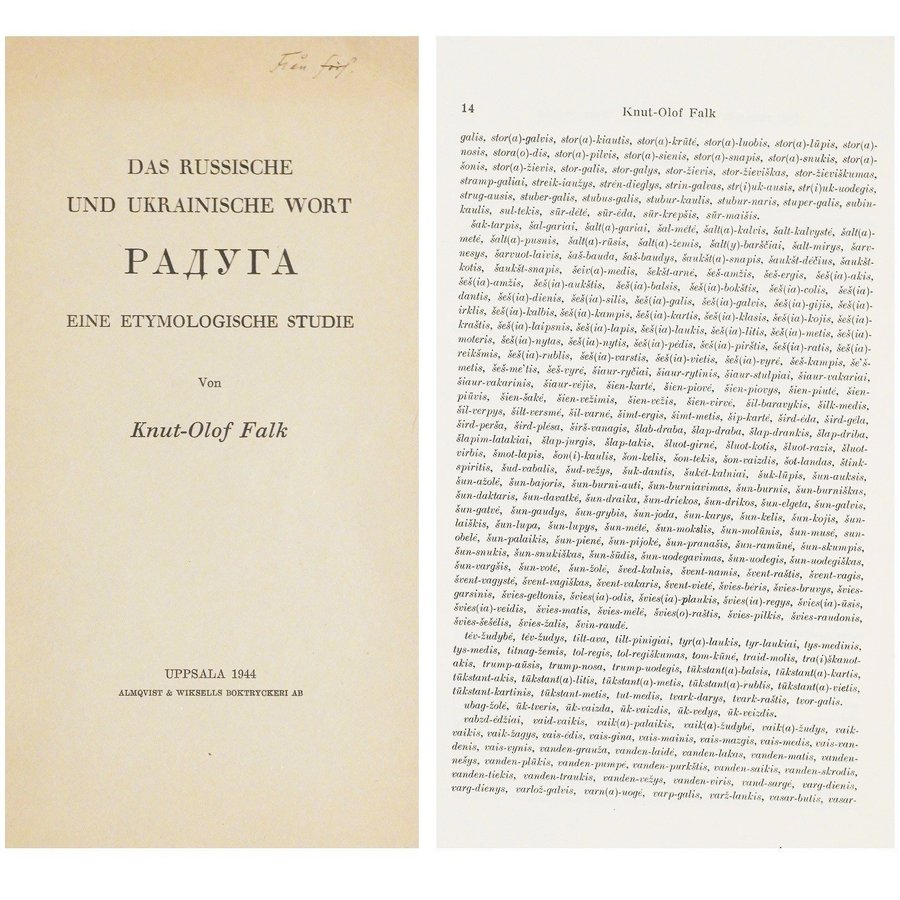 Från förf.
DAS RUSSISCHE
UND UKRAINISCHE WORT
РАДУГА
EINE ETYMOLOGISCHE STUDIE
Von
Knut-Olof Falk
UPPSALA 1944
ALMQVIST & WIKSELLS BOKTRYCKERI AB
14
Knut-Olof Falk
galis, stor(a)-galvis, stor(a)-kiautis, stor(a)-krūtė, stor(a)-luobis, stor(a)-lūpis, stor(a)-
nosis, stora(o)-dis, stor(a)-pilvis, stor(a)-sienis, stor(a)-snapis, stor(a)-snukis, stor(a)-
šonis, stor(a)-žievis, stor-galis, stor-galys, stor-žievis, stor-žieviškas, stor-žieviškumas,
stramp-galiai, streik-iaužys, strėn-dieglys, strin-galvas, str(i)uk-ausis, str(i)uk-uodegis,
strug-ausis, stuber-galis, stubus-galis, stubur-kaulis, stubur-naris, stuper-galis, subin-
kaulis, sul-tekis, sūr-dėtė, sūr-ėda, sūr-krepšis, sūr-maišis.
šak-tarpis, šal-gariai, šalt(a)-gariai, šal-mėtė, šalt(a)-kalvis, šalt-kalvystė, šalt(a)-
metė, šalt(a)-pusnis, šalt(a)-rūsis, šalt(a)-žemis, šalt(y)-barščiai, šalt-mirys, šarv-
nesys, šarvuot-laivis, šaš-bauda, šaš-baudys, šaukšt(a)-snapis, šaukšt-dėčius, šaukšt-
kotis, šaukšt-snapis, šeiv(a)-medis, šekšt-arnė, šeš-amžis, šeš-ergis, šeš(ia)-akis,
šeš(ia)-amžis, šeš(ia)-aukštis, šeš(ia)-balsis, šeš(ia)-bokštis, šeš(ia)-colis, šeš(ia)-
dantis, šeš(ia)-dienis, šeš(ia)-silis, šeš(ia)-galis, šeš(ia)-galvis, šeš(ia)-gijis, šeš(ia)-
irklis, šeš(ia)-kalbis, šeš(ia)-kampis, šeš(ia)-kartis, šeš(ia)-klasis, šeš(ia)-kojis, šeš(ia)-
kraštis, šeš(ia)-laipsnis, šeš(ia)-lapis, šeš(ia)-laukis, šeš(ia)-litis, šeš(ia)-metis, šeš(ia)-
moteris, šeš(ia)-nytas, šeš(ia)-nytis, šeš(ia)-pėdis, šeš(ia)-pirštis, šeš(ia)-ratis, šeš(ia)-
reikšmis, šeš(ia)-rublis, šeš(ia)-varstis, šeš(ia)-vietis, šeš(ia)-vyrė, šeš-kampis, še's-
metis, šeš-me'tis, šeš-vyrė, šiaur-ryčiai, šiaur-rytinis, šiaur-stulpiai, šiaur-vakariai,
šiaur-vakarinis, šiaur-vėjis, šien-kartė, šien-piovė, šien-piovys, šien-piutė, šien-
piūvis, šien-šakė, šien-vežimis, šien-vežis, šien-virvė, šil-baravykis, šilk-medis,
šil-verpys, šilt-versmė, šil-varnė, šimt-ergis, šimt-metis, šip-kartė, šird-ėda, šird-gėla,
šird-perša, šird-plėša, širš-vanagis, šlab-draba, šlap-draba, šlap-drankis, šlap-driba,
šlapim-latakiai, šlap-jurgis, šlap-takis, šluot-girnė, šluot-kotis, šluot-razis, šluot-
virbis, šmot-lapis, šon(i)-kaulis, šon-kelis, šon-tekis, šon-vaizdis, šot-landas, štink-
spiritis, šud-vabalis, šud-vežys, šuk-dantis, šukėt-kalniai, šuk-lūpis, šun-auksis,
šun-ąžolė, šun-bajoris, šun-burni-auti, šun-burniavimas, šun-burnis, šun-burniškas,
šun-daktaris, šun-davatkė, šun-draika, šun-driekos, šun-drikos, šun-elgeta, šun-galvis,
šun-gatvė, šun-gaudys, šun-grybis, šun-joda, šun-karys, šun-kelis, šun-kojis, šun-
laiškis, šun-lupa, šun-lupys, šun-mėtė, šun-mokslis, šun-molūnis, šun-musė, šun-
obelė, šun-palaikis, šun-pienė, šun-pijokė, šun-pranašis, šun-ramūnė, šun-skumpis,
šun-snukis, šun-snukiškas, šun-šūdis, šun-uodegavimas, šun-uodegis, šun-uodegiškas,
šun-vargšis, šun-votė, šun-žolė, šved-kalnis, švent-namis, švent-raštis, švent-vagis,
švent-vagystė, švent-vagiškas, švent-vakaris, švent-vietė, švies-bėris, švies-bruvys, švies-
garsinis, švies-geltonis, švies(ia)-odis, švies(ia)-plaukis, švies(ia)-regys, švies(ia)-ūsis,
švies(ia)-veidis, švies-matis, švies-mėlė, švies(o)-raštis, švies-pilkis, švies-raudonis,
švies-šešėlis, švies-žalis, švin-raudė.
tėv-žudybė, tėv-žudys, tilt-ava, tilt-pinigiai, tyr(a)-laukis, tyr-laukiai, tys-medinis,
tys-medis, titnag-žemis, tol-regis, tol-regiškumas, tom-kūnė, traid-molis, tra(i)škanot-
akis, trump-aūsis, trump-nosa, trump-uodegis, tūkstant(a)-balsis, tūkstant(a)-kartis,
tūkstant-akis, tūkstant(a)-litis, tūkstant(a)-metis, tūkstant(a)-rublis, tūkstant(a)-vietis,
tūkstant-kartinis, tūkstant-metis, tut-medis, tvark-darys, tvark-raštis, tvor-galis.
ubag-žolė, ūk-tveris, ūk-vaizda, ūk-vaizdis, ūk-vedys, ūk-veizdis.
vabzd-ėdžiai, vaid-vaikis, vaik(a)-palaikis, vaik(a)-žudybė, vaik(a)-žudys, vaik-
vaikis, vaik-žagys, vais-ėdis, vais-gina, vais-mainis, vais-mazgis, vais-medis, vais-van-
denis, vais-vynis, vanden-grauža, vanden-laidė, vanden-lakas, vanden-matis, vanden-
nešys, vanden-plūkis, vanden-pumpė, vanden-purkštis, vanden-saikis, vanden-skrodis,
vanden-tiekis, vanden-traukis, vanden-vežys, vanden-viris, vand-sargė, varg-dienis,
varg-dienys, varlož-galvis, varn(a)-uogė, varp-galis, varž-lankis, vasar-butis, vasar-